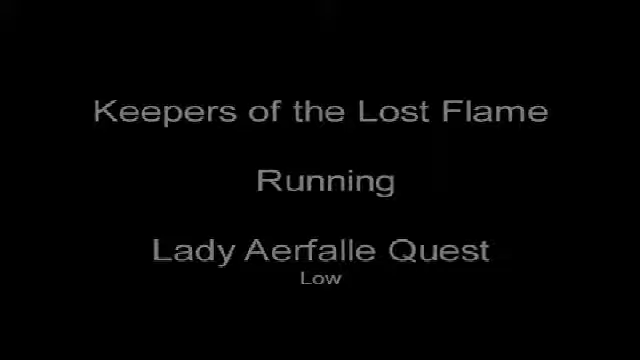 Keepers of the Lost Flame
Running
Lady Aerfalle Quest
Low